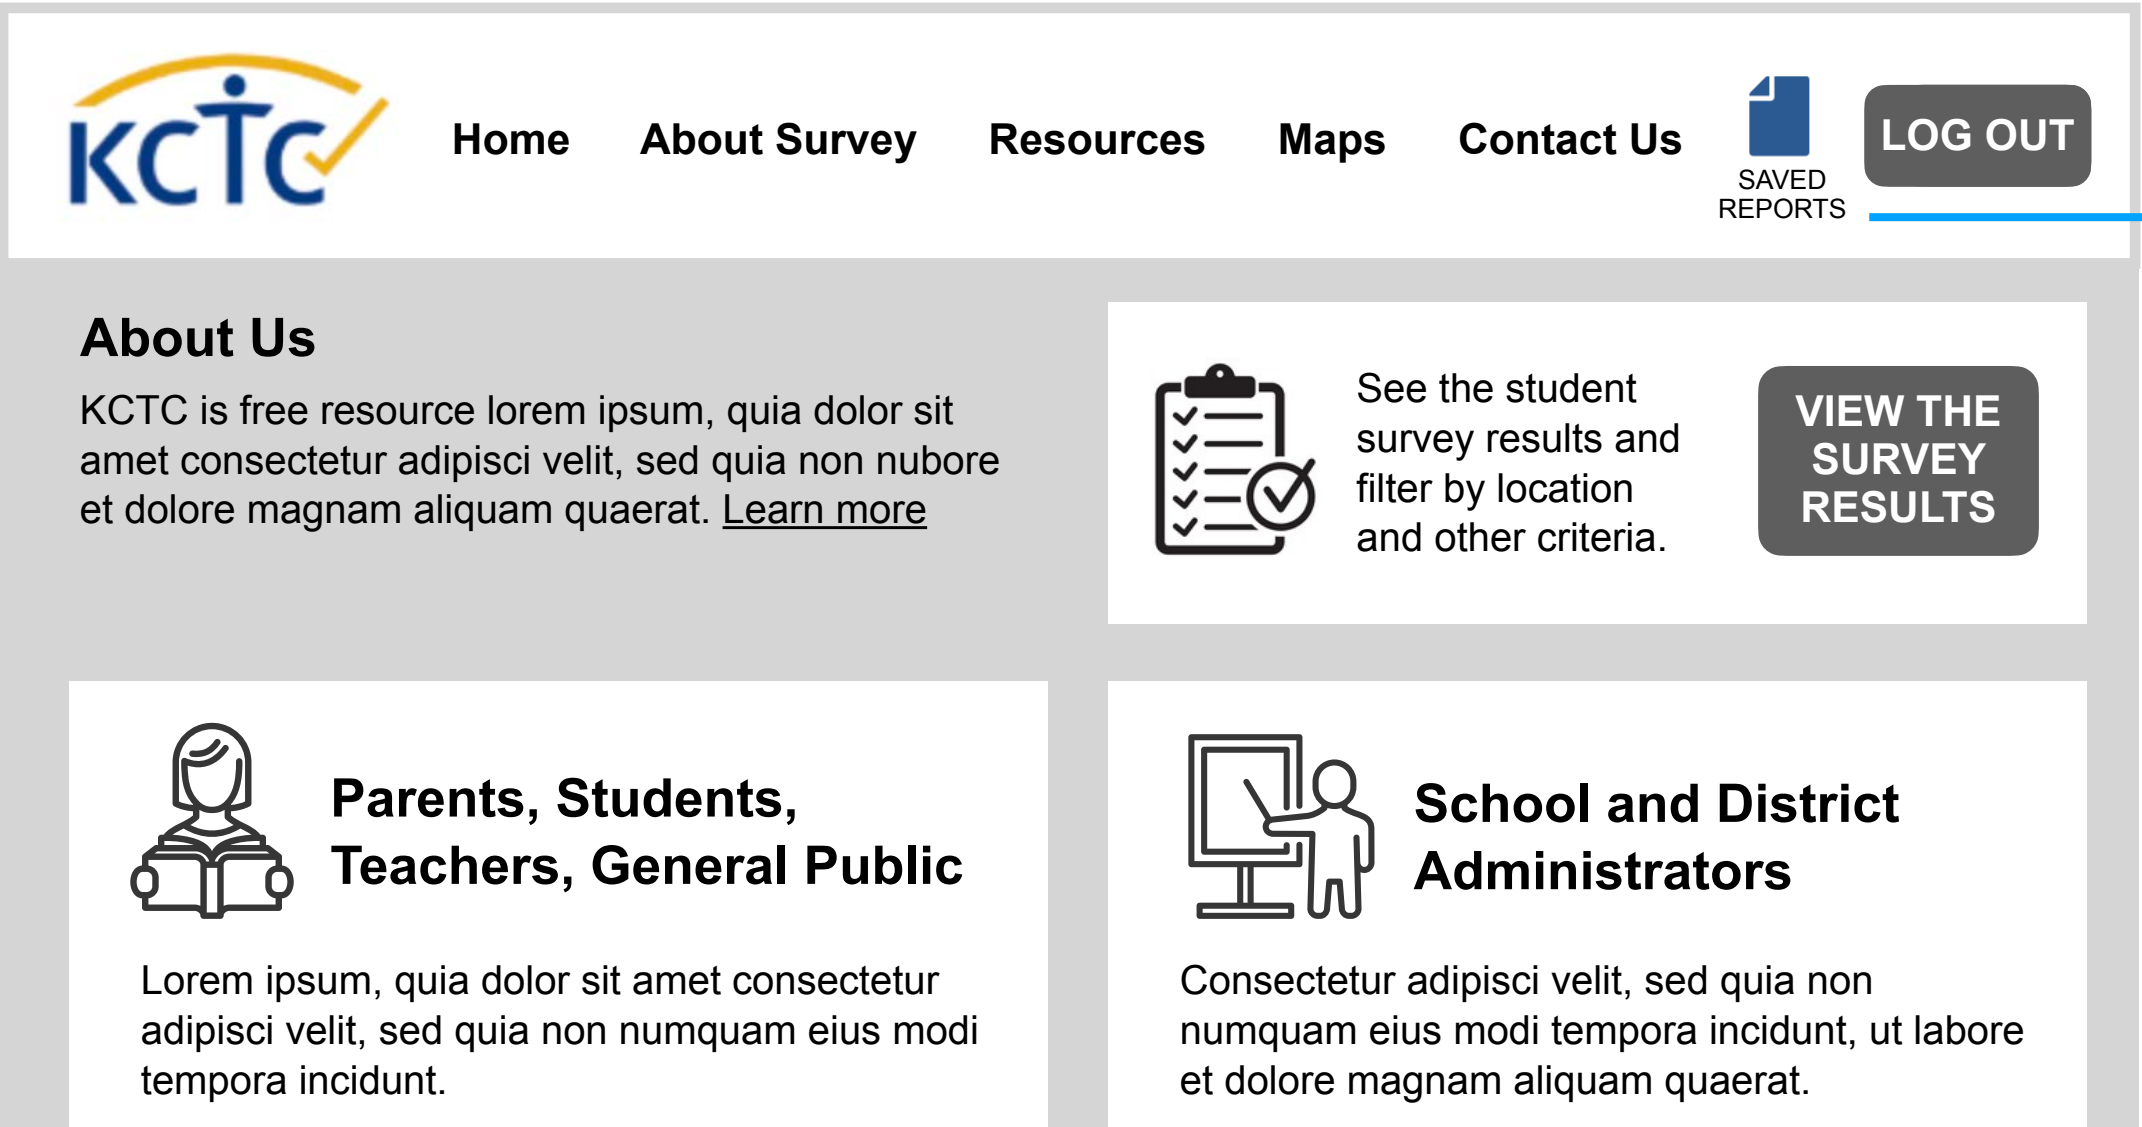 KCTC
Home
About Survey
Resources
Maps
Contact Us
SAVED
REPORTS
LOG OUT
About Us
KCTC is free resource lorem ipsum, quia dolor sit
amet consectetur adipisci velit, sed quia non nubore
et dolore magnam aliquam quaerat. Learn more
See the student
survey results and
filter by location
and other criteria.
VIEW THE
SURVEY
RESULTS
Parents, Students,
Teachers, General Public
Lorem ipsum, quia dolor sit amet consectetur
adipisci velit, sed quia non numquam eius modi
tempora incidunt.
School and District
Administrators
Consectetur adipisci velit, sed quia non
numquam eius modi tempora incidunt, ut labore
et dolore magnam aliquam quaerat.